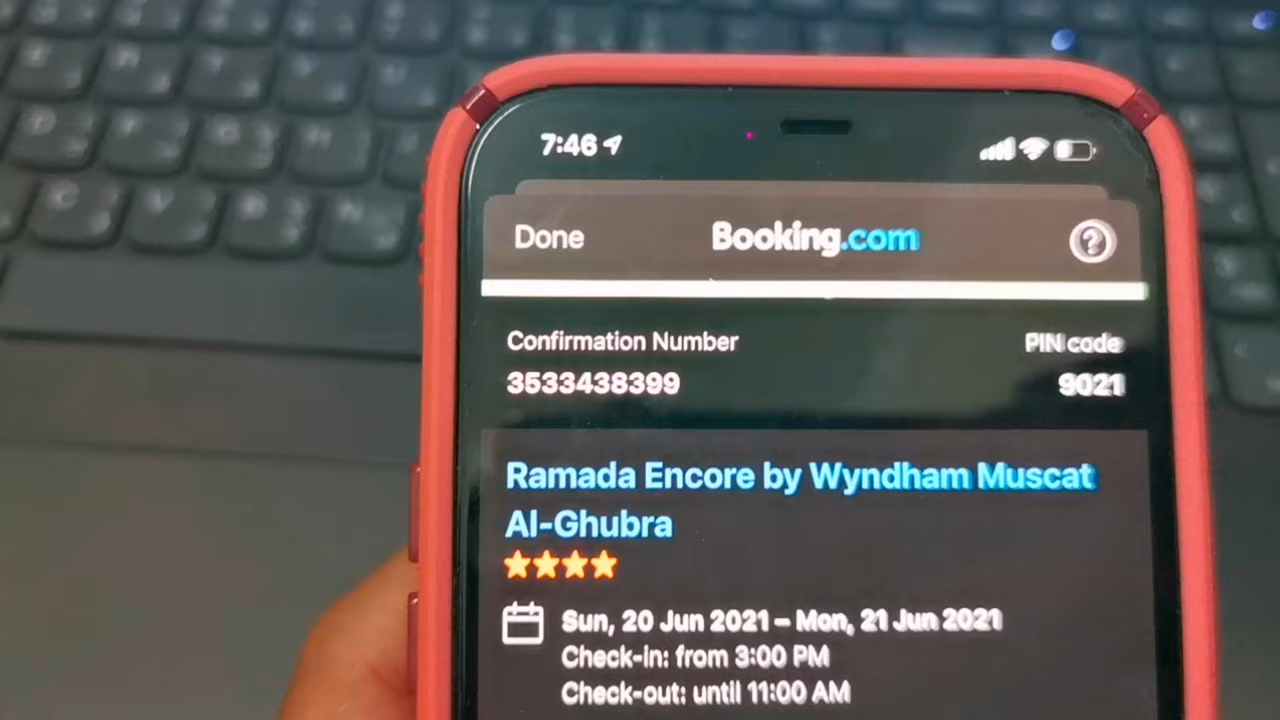 7:46
Done
Booking.com
?
Confirmation Number
PIN code
3533438399
9021
Ramada Encore by Wyndham Muscat
Al-Ghubra
Sun, 20 Jun 2021 – Mon, 21 Jun 2021
Check-in: from 3:00 PM
Check-out: until 11:00 AM
C V B N